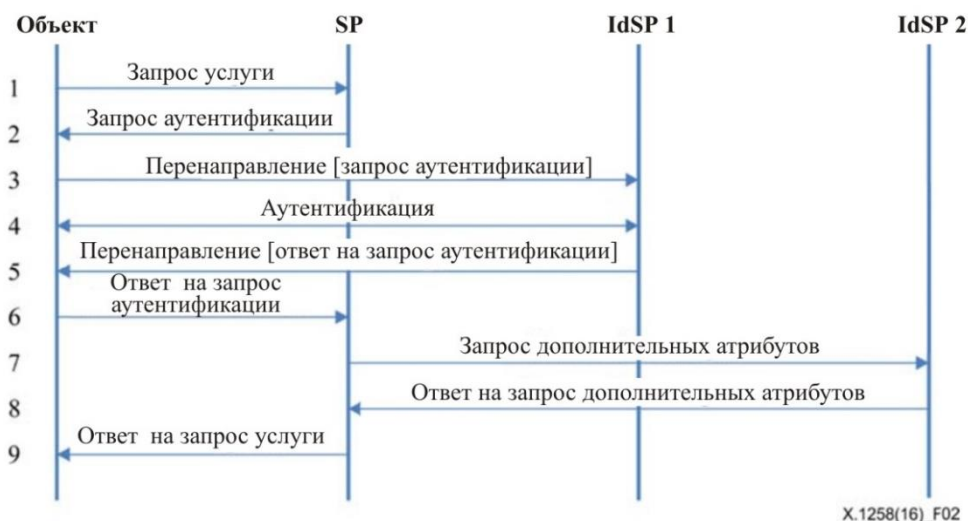 Объект SP IdSP 1 IdSP 2
1 Запрос услуги
2 Запрос аутентификации
3 Перенаправление [запрос аутентификации]
4 Аутентификация
5 Перенаправление [ответ на запрос аутентификации]
6 Ответ на запрос
аутентификации
7 Запрос дополнительных атрибутов
8 Ответ на запрос дополнительных атрибутов
9 Ответ на запрос услуги
X.1258(16)_F02